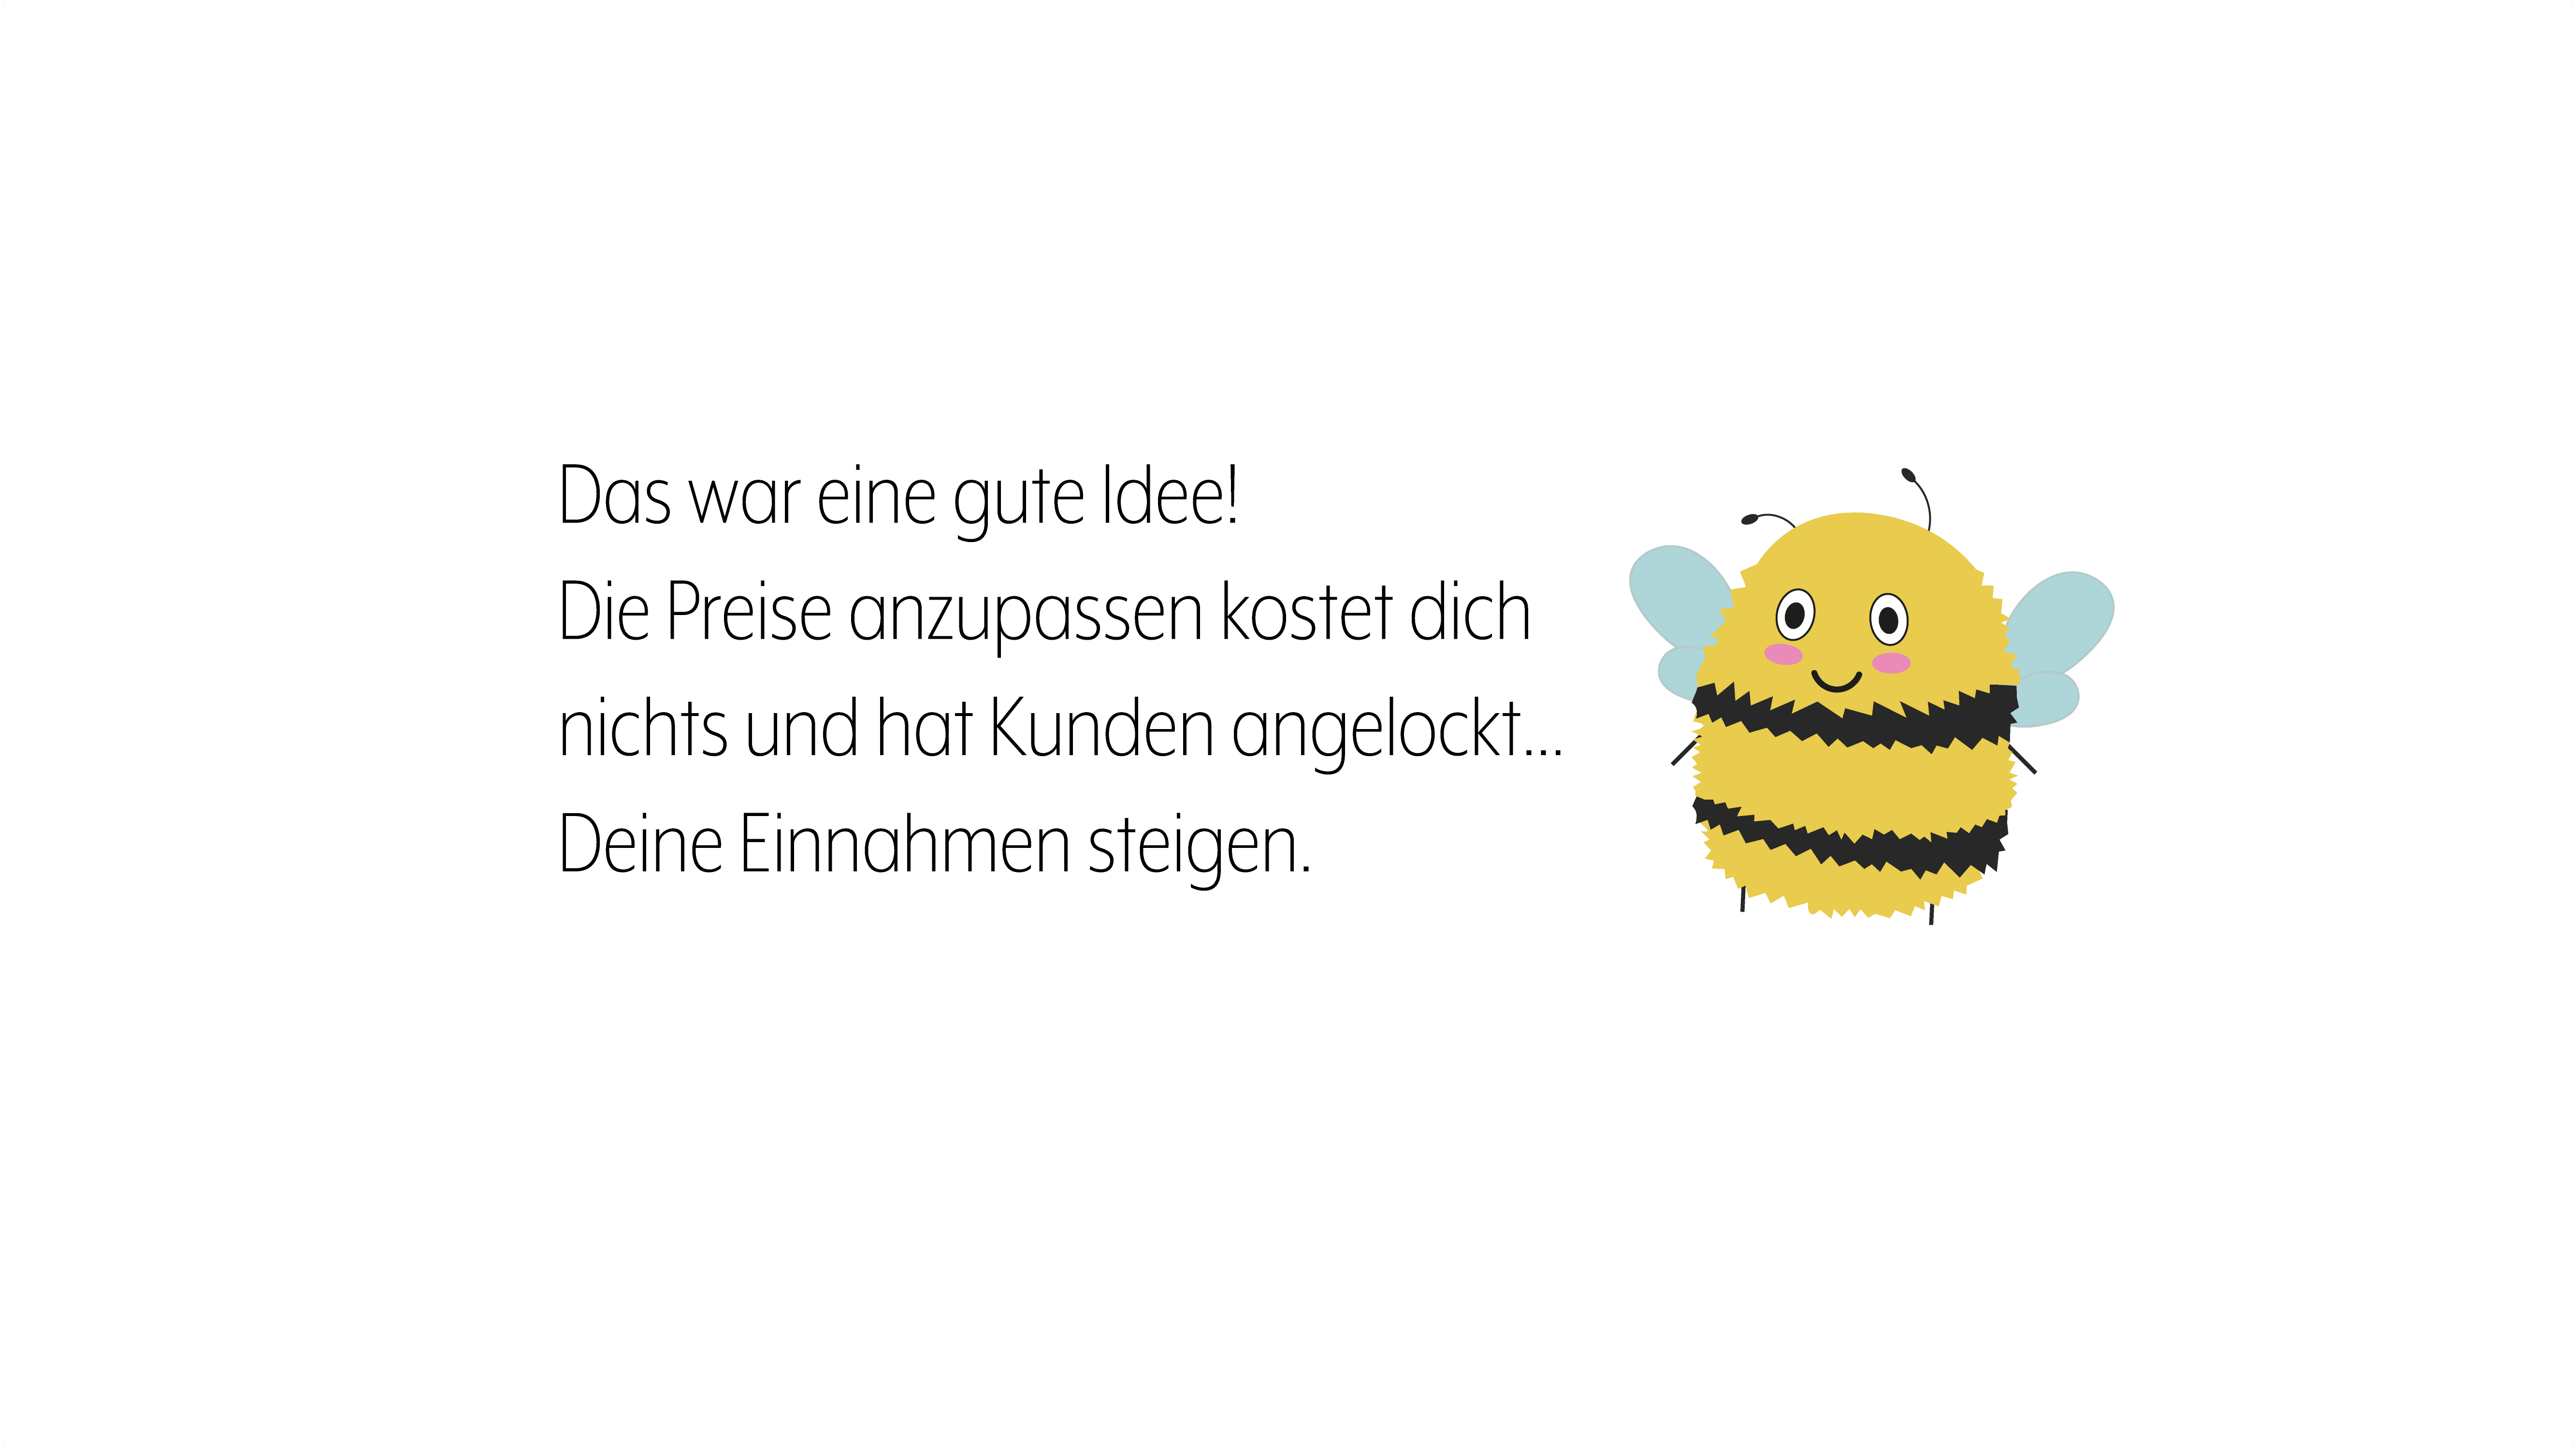 Das war eine gute Idee!
Die Preise anzupassen kostet dich
nichts und hat Kunden angelockt...
Deine Einnahmen steigen.